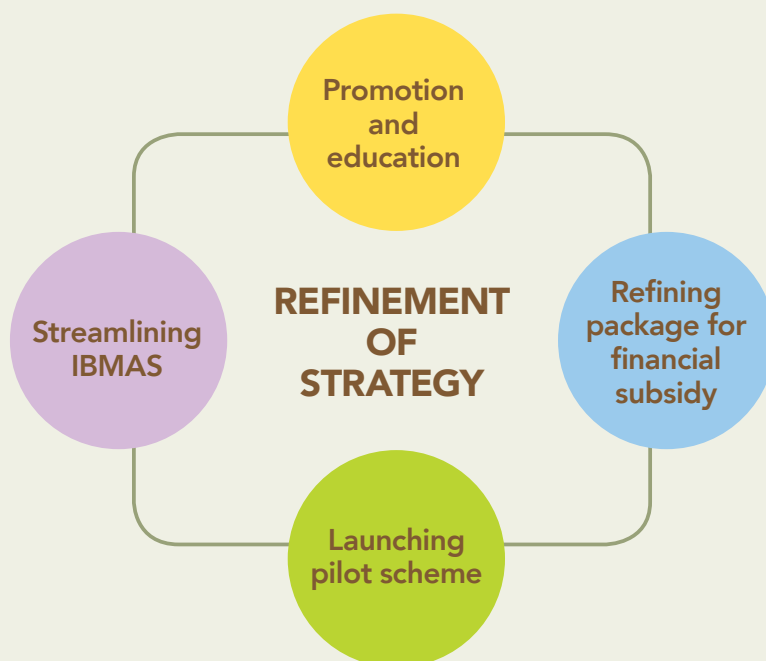 Promotion
and
education
Streamlining
IBMAS
REFINEMENT
OF
STRATEGY
Refining
package for
financial
subsidy
Launching
pilot scheme